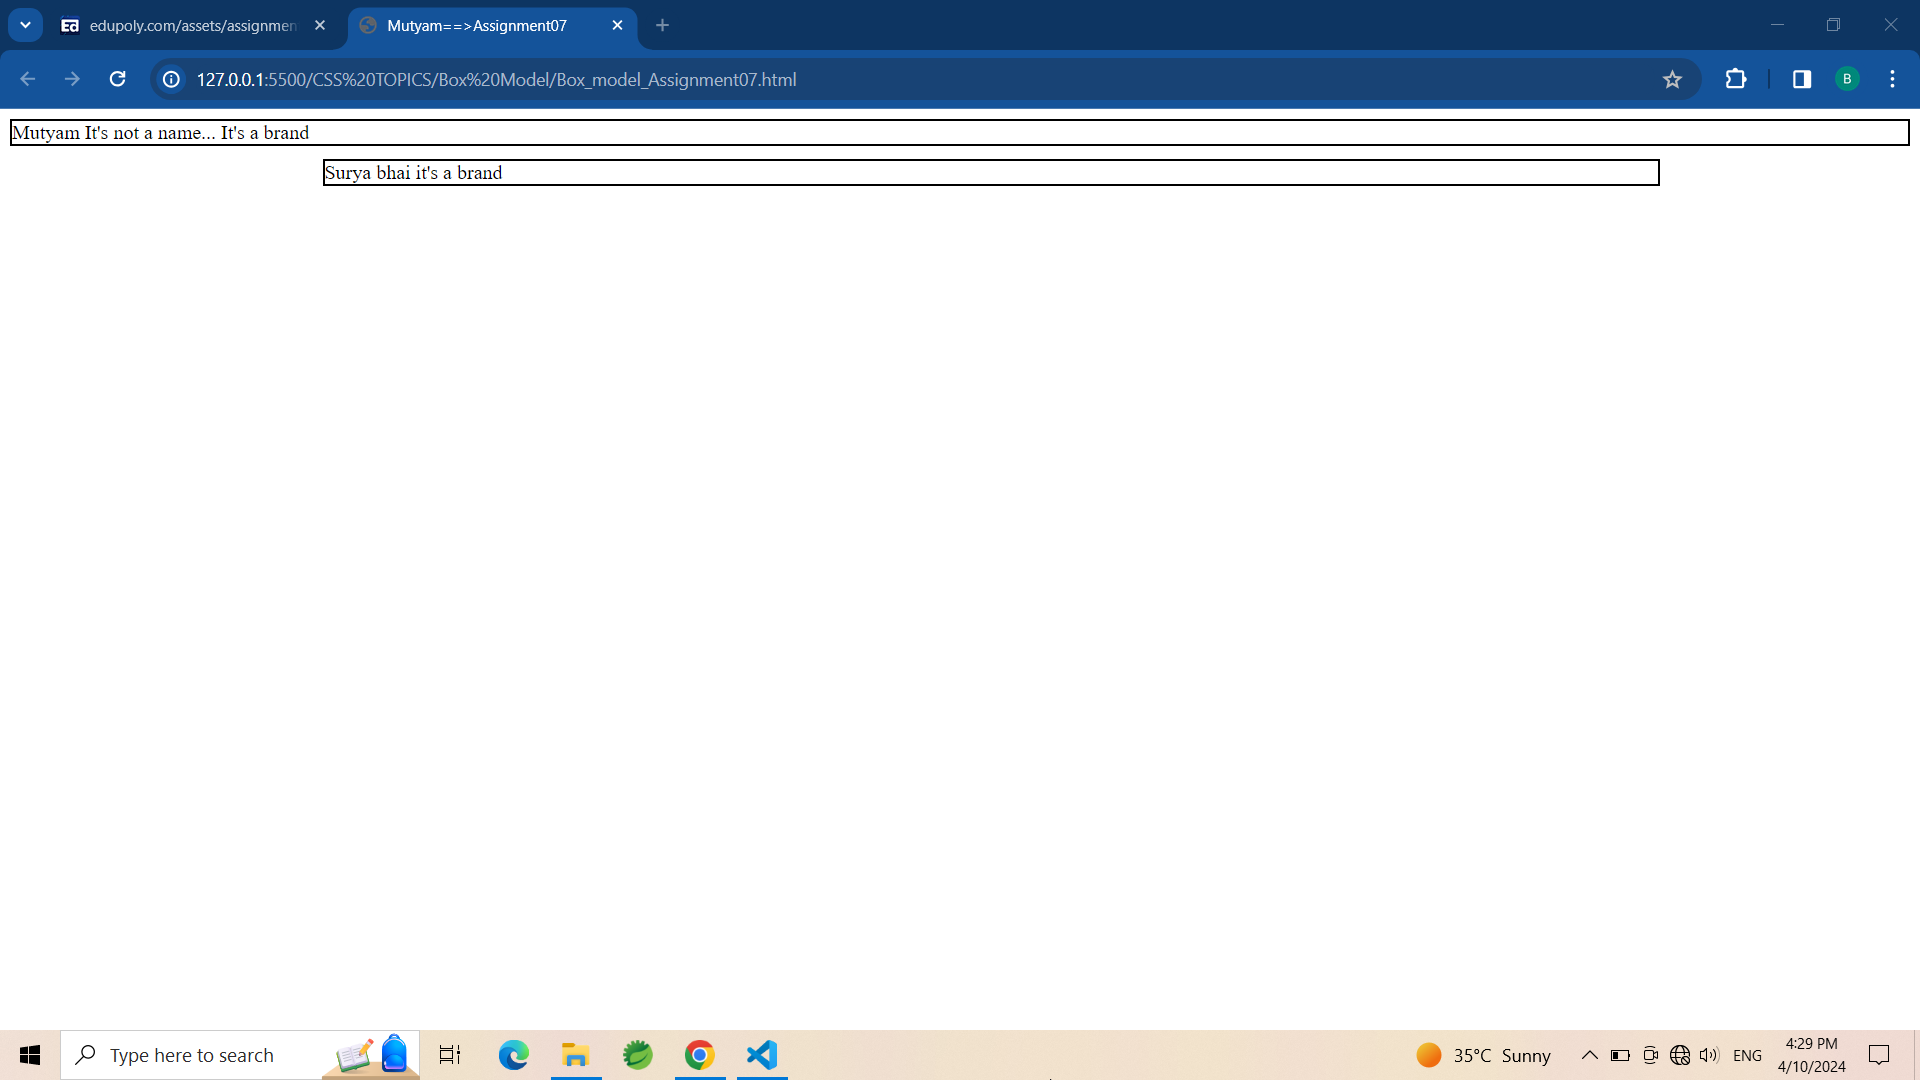 edupoly.com/assets/assignmen
Mutyam==>Assignment07
127.0.0.1:5500/CSS%20TOPICS/Box%20Model/Box_model_Assignment07.html
B
Mutyam It's not a name... It's a brand
Surya bhai it's a brand
Type here to search
35°C Sunny
ENG
4:29 PM
4/10/2024